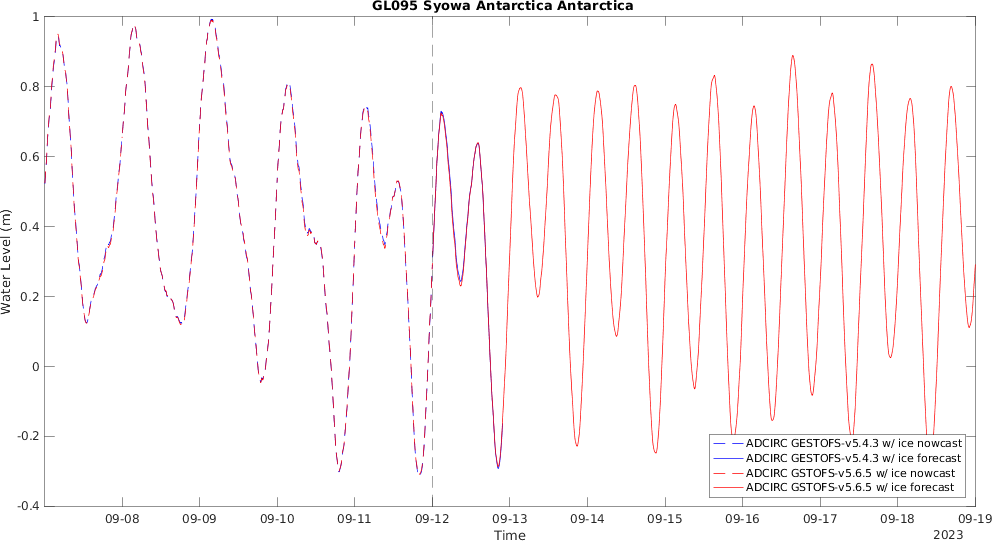 GL095 Syowa Antarctica Antarctica
1
0.8
0.6
0.4
0.2
0
-0.2
-0.4
Water Level (m)
ADCIRC GESTOFS-v5.4.3 w/ ice nowcast
ADCIRC GESTOFS-v5.4.3 w/ ice forecast
ADCIRC GSTOFS-v5.6.5 w/ ice nowcast
ADCIRC GSTOFS-v5.6.5 w/ ice forecast
09-08 09-09 09-10 09-11 09-12 09-13 09-14 09-15 09-16 09-17 09-18 09-19
Time
2023